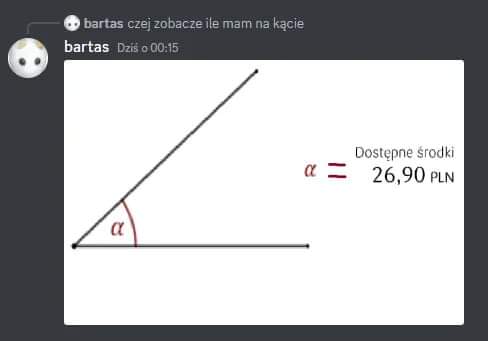 bartas czej zobacze ile mam na kącie
bartas Dziś o 00:15
Dostępne środki
α = 26,90 PLN
α